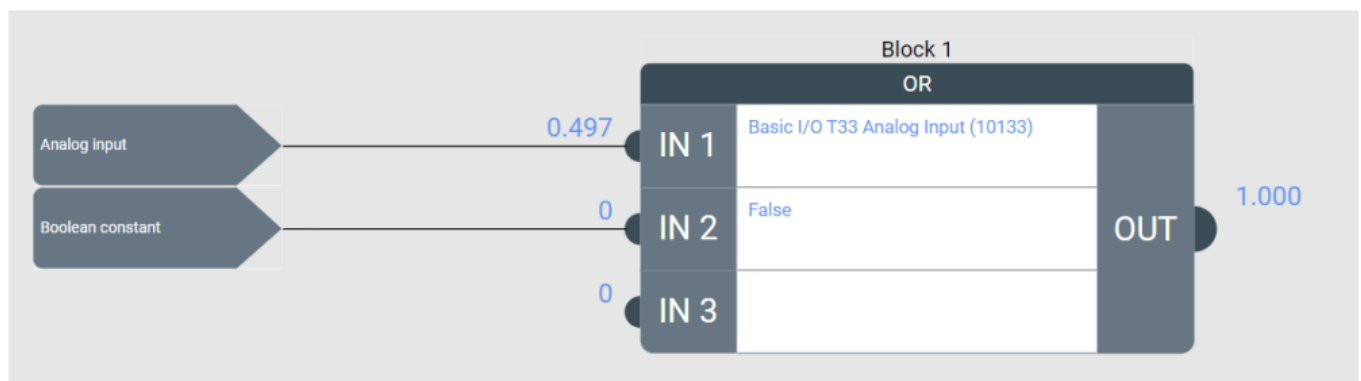 Block 1
OR
Analog input
0.497
IN 1
Basic I/O T33 Analog Input (10133)
Boolean constant
0
IN 2
False
OUT
1.000
0
IN 3